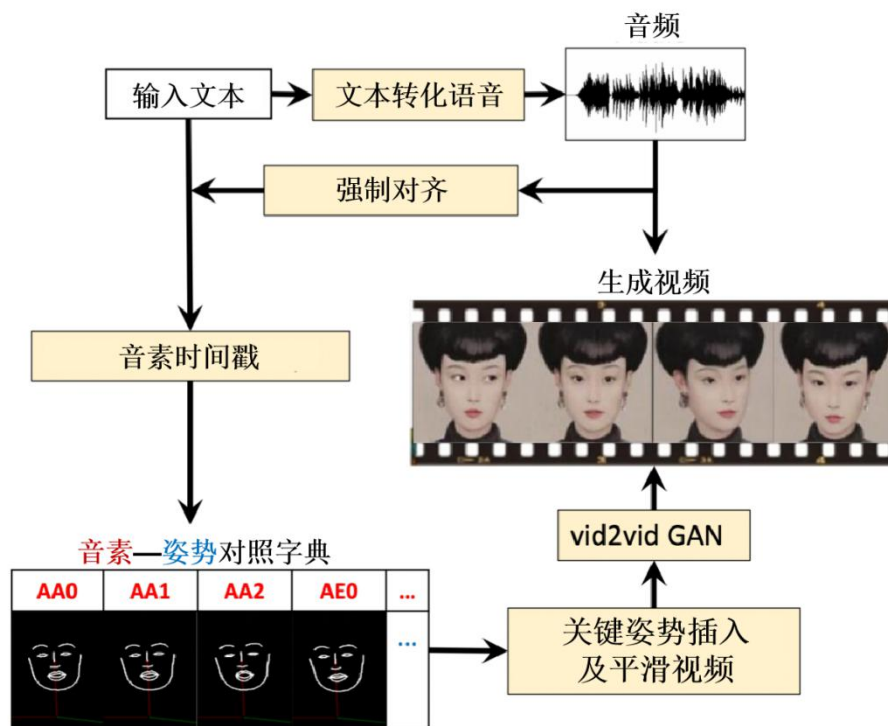 音频
输入文本
文本转化语音
强制对齐
生成视频
音素时间戳
vid2vid GAN
音素—姿势对照字典
AA0 AA1 AA2 AE0 ...
...
关键姿势插入
及平滑视频